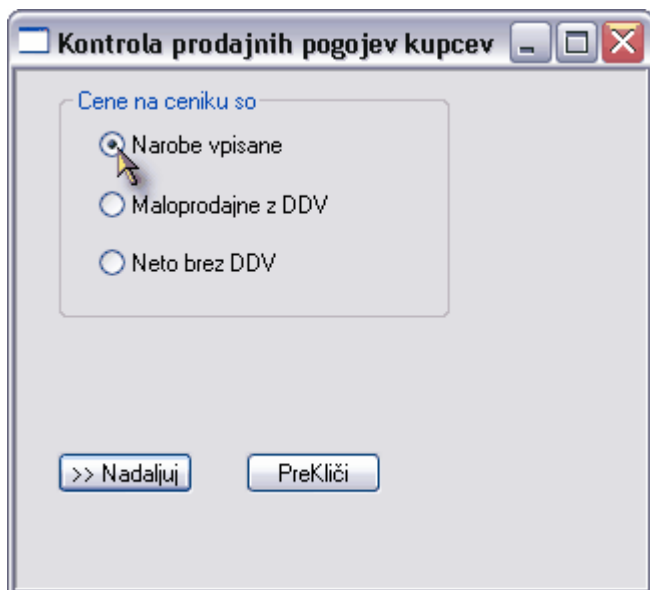 Kontrola prodajnih pogojev kupcev
Cene na ceniku so
Narobe vpisane
Maloprodajne z DDV
Neto brez DDV
>> Nadaljuj
PreKliči